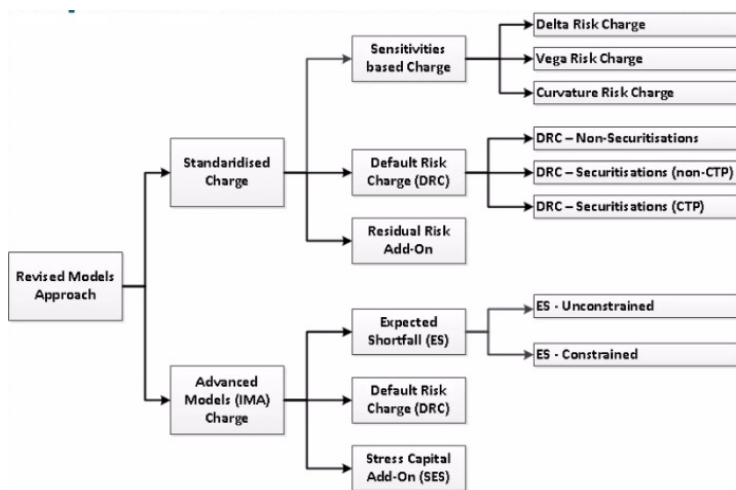 Delta Risk Charge
Sensitivities
based Charge
Vega Risk Charge
Curvature Risk Charge
DRC – Non-Securitisations
Standaridised
Charge
Default Risk
Charge (DRC)
DRC – Securitisations (non-CTP)
DRC – Securitisations (CTP)
Residual Risk
Add-On
Revised Models
Approach
ES - Unconstrained
Expected
Shortfall (ES)
ES - Constrained
Advanced
Models (IMA)
Charge
Default Risk
Charge (DRC)
Stress Capital
Add-On (SES)